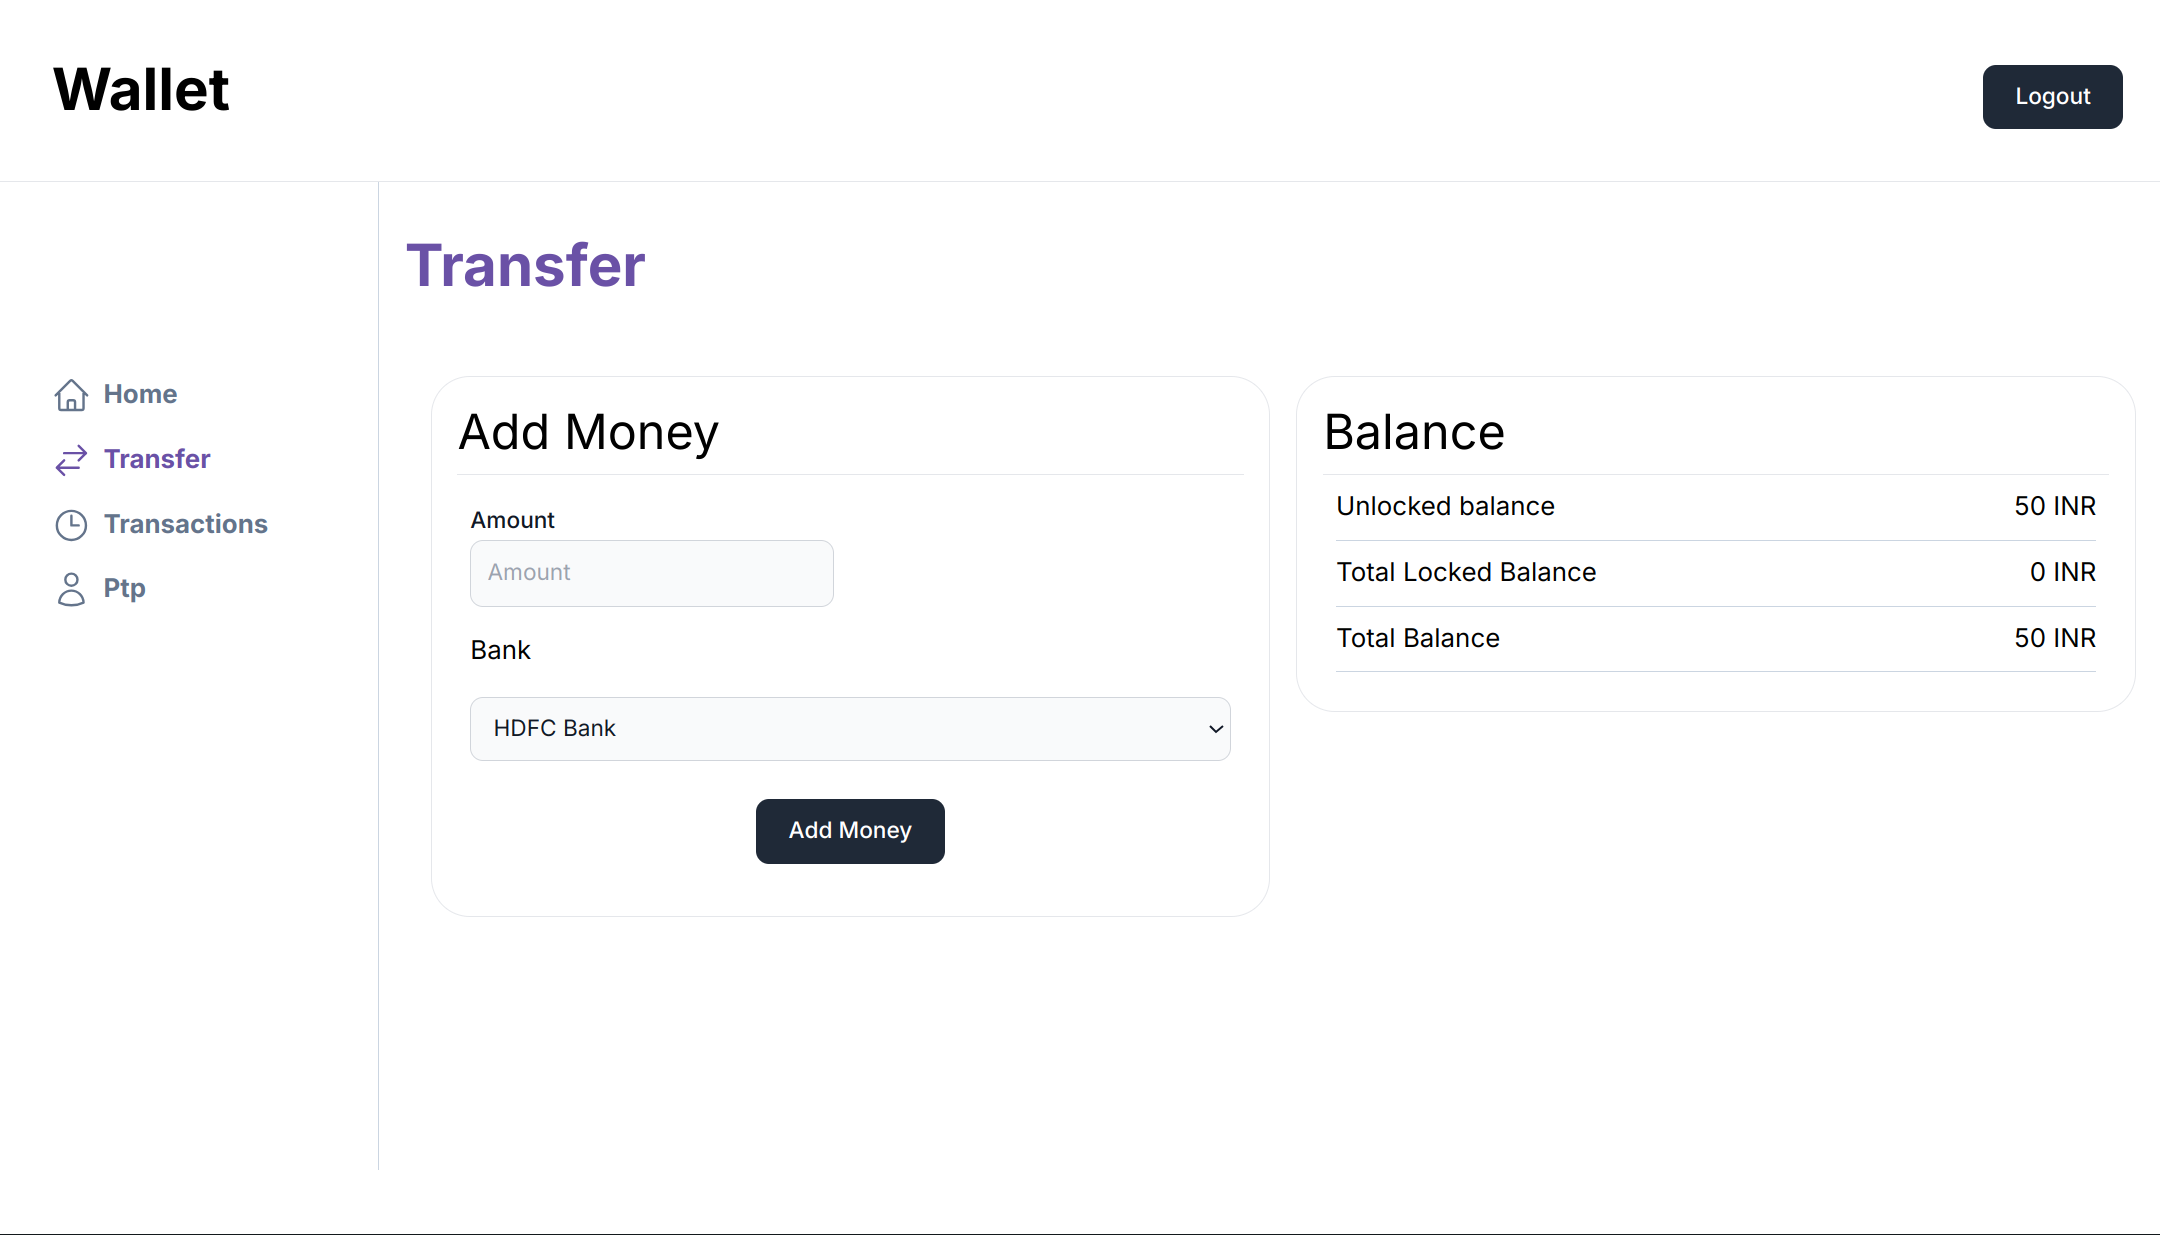 Wallet
Logout
Transfer
Home
Transfer
Transactions
Ptp
Add Money
Amount
Amount
Bank
HDFC Bank
Add Money
Balance
Unlocked balance 50 INR
Total Locked Balance 0 INR
Total Balance 50 INR